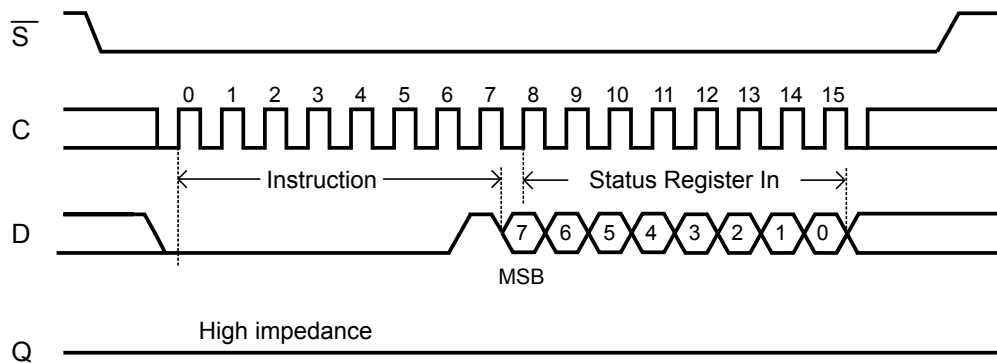 S
0 1 2 3 4 5 6 7 8 9 10 11 12 13 14 15
C
Instruction Status Register In
D
7 6 5 4 3 2 1 0
MSB
High impedance
Q